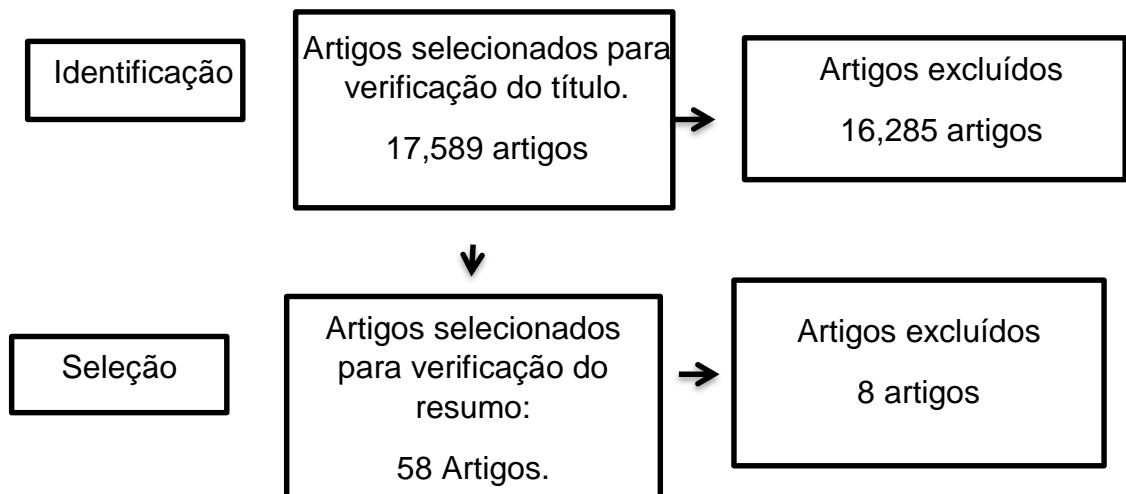 Identificação
Artigos selecionados para
verificação do título.
17,589 artigos
Artigos excluídos
16,285 artigos
Seleção
Artigos selecionados
para verificação do
resumo:
58 Artigos.
Artigos excluídos
8 artigos